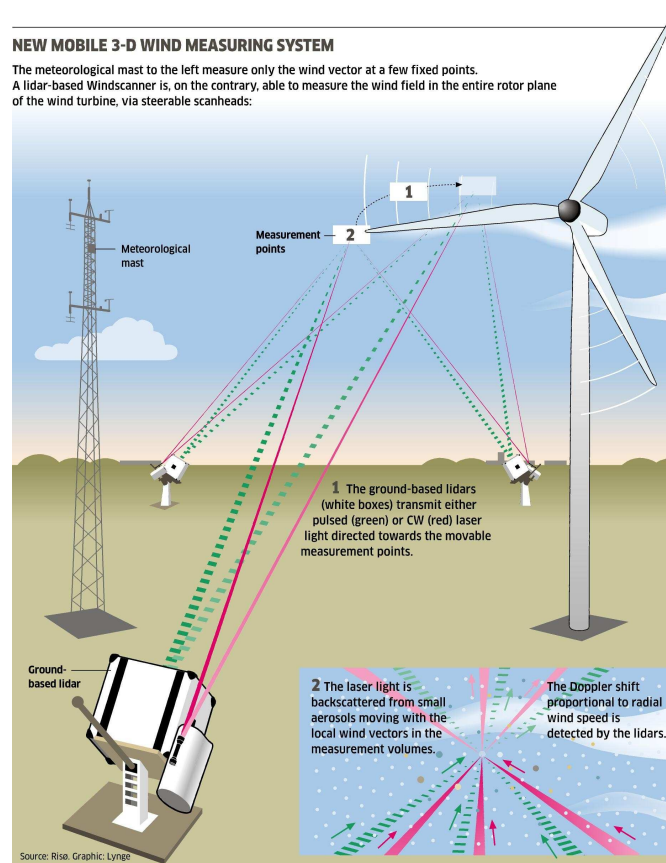 NEW MOBILE 3-D WIND MEASURING SYSTEM
The meteorological mast to the left measure only the wind vector at a few fixed points.
A lidar-based Windscanner is, on the contrary, able to measure the wind field in the entire rotor plane
of the wind turbine, via steerable scanheads:
1
Measurement
points
2
Meteorological
mast
1 The ground-based lidars
(white boxes) transmit either
pulsed (green) or CW (red) laser
light directed towards the movable
measurement points.
Ground-
based lidar
2 The laser light is
backscattered from small
aerosols moving with the
local wind vectors in the
measurement volumes.
The Doppler shift
proportional to radial
wind speed is
detected by the lidars.
Source: Risø. Graphic: Lynge